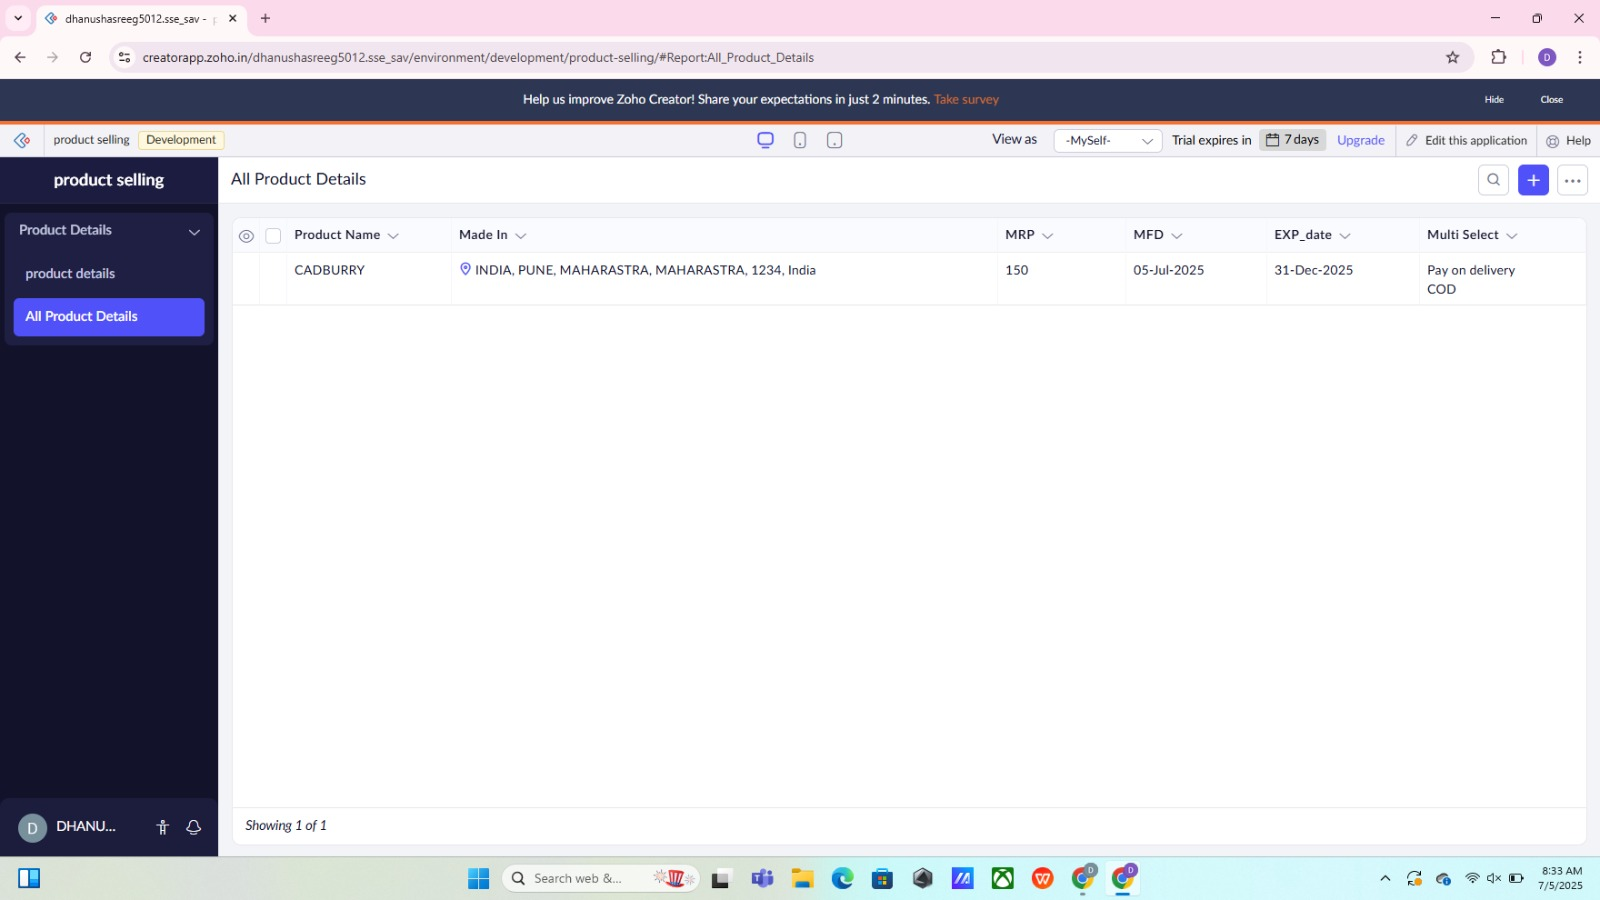 dhanushasreeg5012.sse_sav -
creatorapp.zoho.in/dhanushasreeg5012.sse_sav/environment/development/product-selling/#Report:All_Product_Details
D
Help us improve Zoho Creator! Share your expectations in just 2 minutes. Take survey
Hide
Close
product selling
Development
View as
-MySelf-
Trial expires in
7 days
Upgrade
Edit this application
Help
product selling
Product Details
product details
All Product Details
All Product Details
Product Name
Made In
MRP
MFD
EXP_date
Multi Select
CADBURRY
INDIA, PUNE, MAHARASTRA, MAHARASTRA, 1234, India
150
05-Jul-2025
31-Dec-2025
Pay on delivery
COD
Showing 1 of 1
D
DHANU...
Search web &...
8:33 AM
7/5/2025